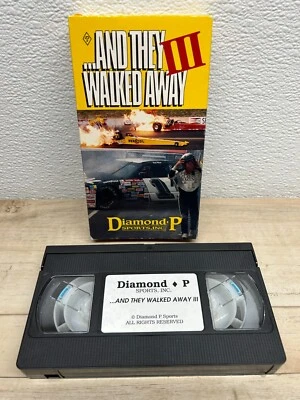 ...AND THEY
III
WALKED AWAY
Diamond·P
SPORTS, INC.
Diamond ♦ P
SPORTS, INC.
...AND THEY WALKED AWAY III
© Diamond P Sports
ALL RIGHTS RESERVED